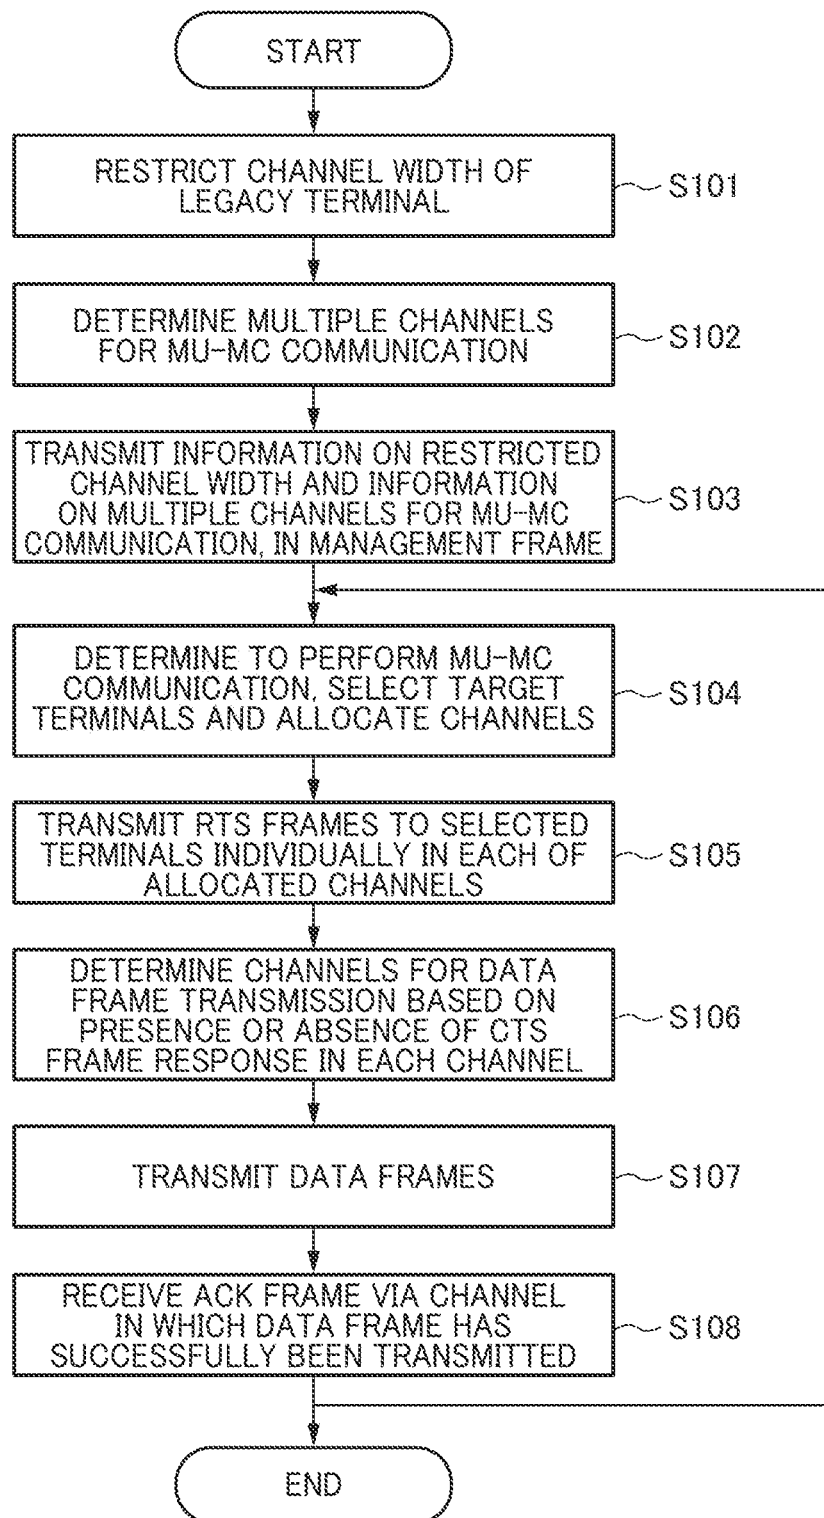 START
RESTRICT CHANNEL WIDTH OF
LEGACY TERMINAL
S101
DETERMINE MULTIPLE CHANNELS
FOR MU-MC COMMUNICATION
S102
TRANSMIT INFORMATION ON RESTRICTED
CHANNEL WIDTH AND INFORMATION
ON MULTIPLE CHANNELS FOR MU-MC
COMMUNICATION, IN MANAGEMENT FRAME
S103
DETERMINE TO PERFORM MU-MC
COMMUNICATION, SELECT TARGET
TERMINALS AND ALLOCATE CHANNELS
S104
TRANSMIT RTS FRAMES TO SELECTED
TERMINALS INDIVIDUALLY IN EACH OF
ALLOCATED CHANNELS
S105
DETERMINE CHANNELS FOR DATA
FRAME TRANSMISSION BASED ON
PRESENCE OR ABSENCE OF CTS
FRAME RESPONSE IN EACH CHANNEL
S106
TRANSMIT DATA FRAMES
S107
RECEIVE ACK FRAME VIA CHANNEL
IN WHICH DATA FRAME HAS
SUCCESSFULLY BEEN TRANSMITTED
S108
END